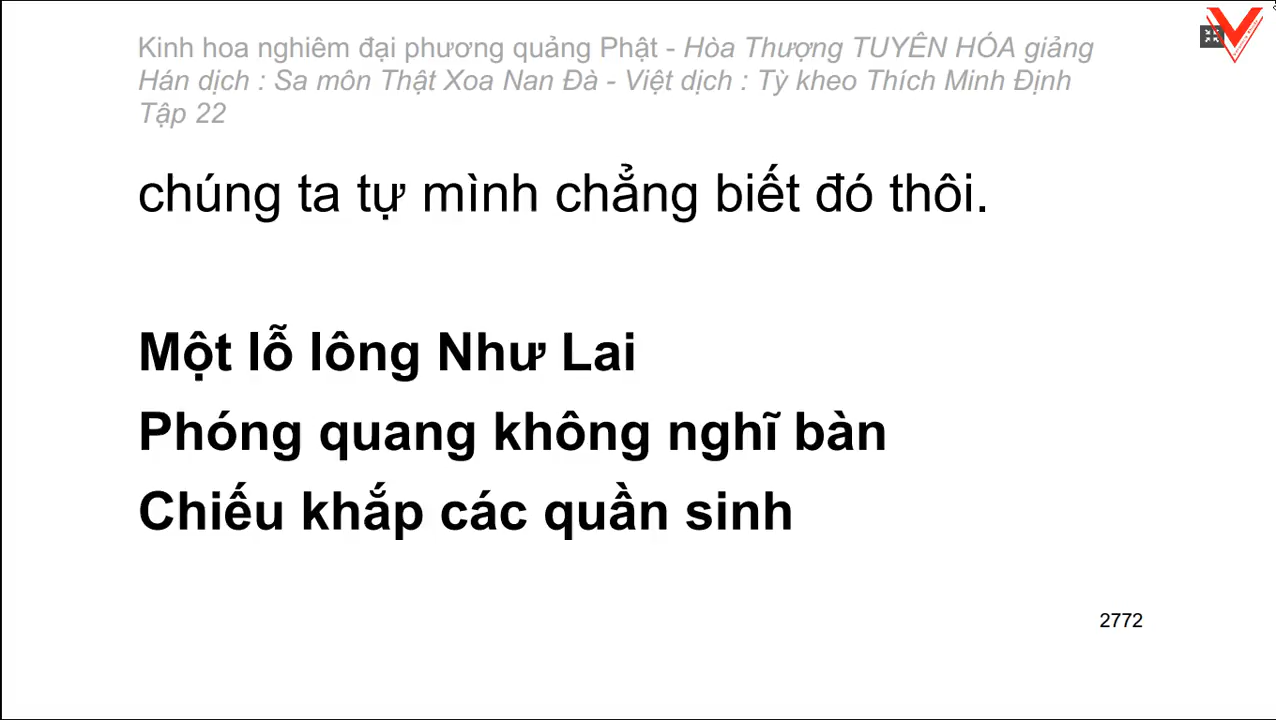 Kinh hoa nghiêm đại phương quảng Phật - Hòa Thượng TUYÊN HÓA giảng
Hán dịch : Sa môn Thật Xoa Nan Đà - Việt dịch : Tỳ kheo Thích Minh Định
Tập 22
chúng ta tự mình chẳng biết đó thôi.
Một lỗ lông Như Lai
Phóng quang không nghĩ bàn
Chiếu khắp các quần sinh
2772